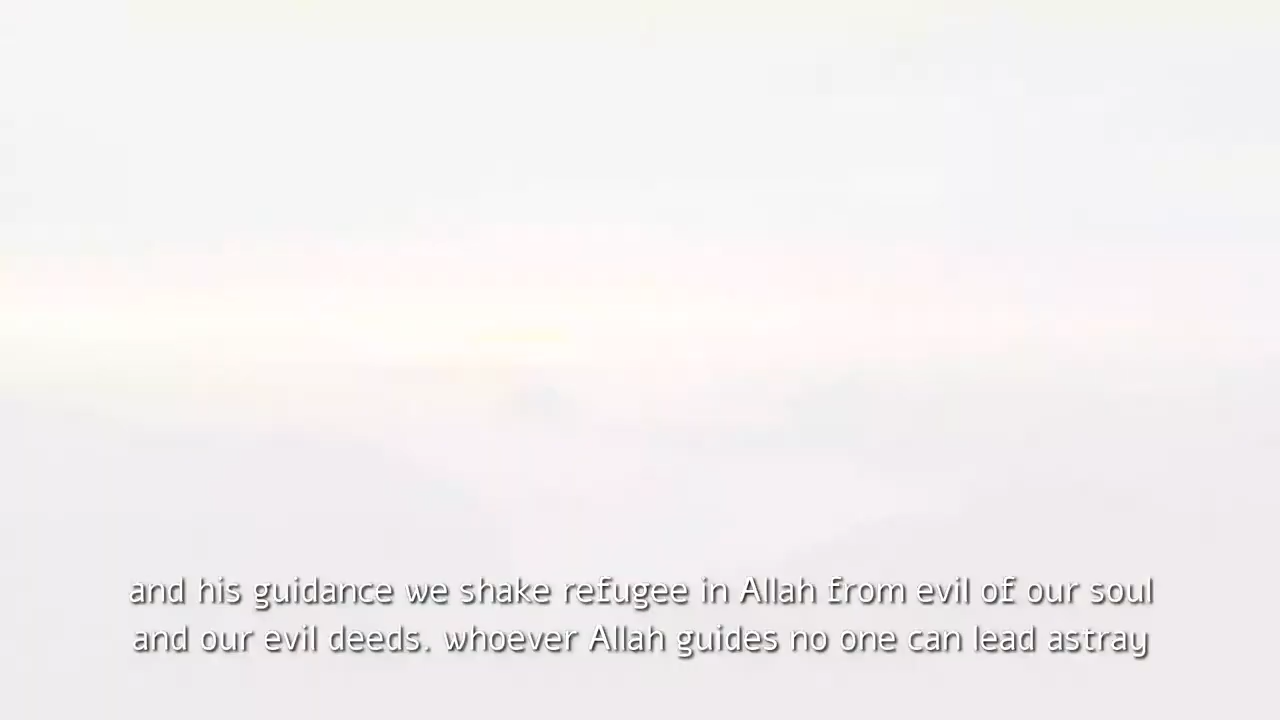 and his guidance we shake refugee in Allah from evil of our soul
and our evil deeds. whoever Allah guides no one can lead astray